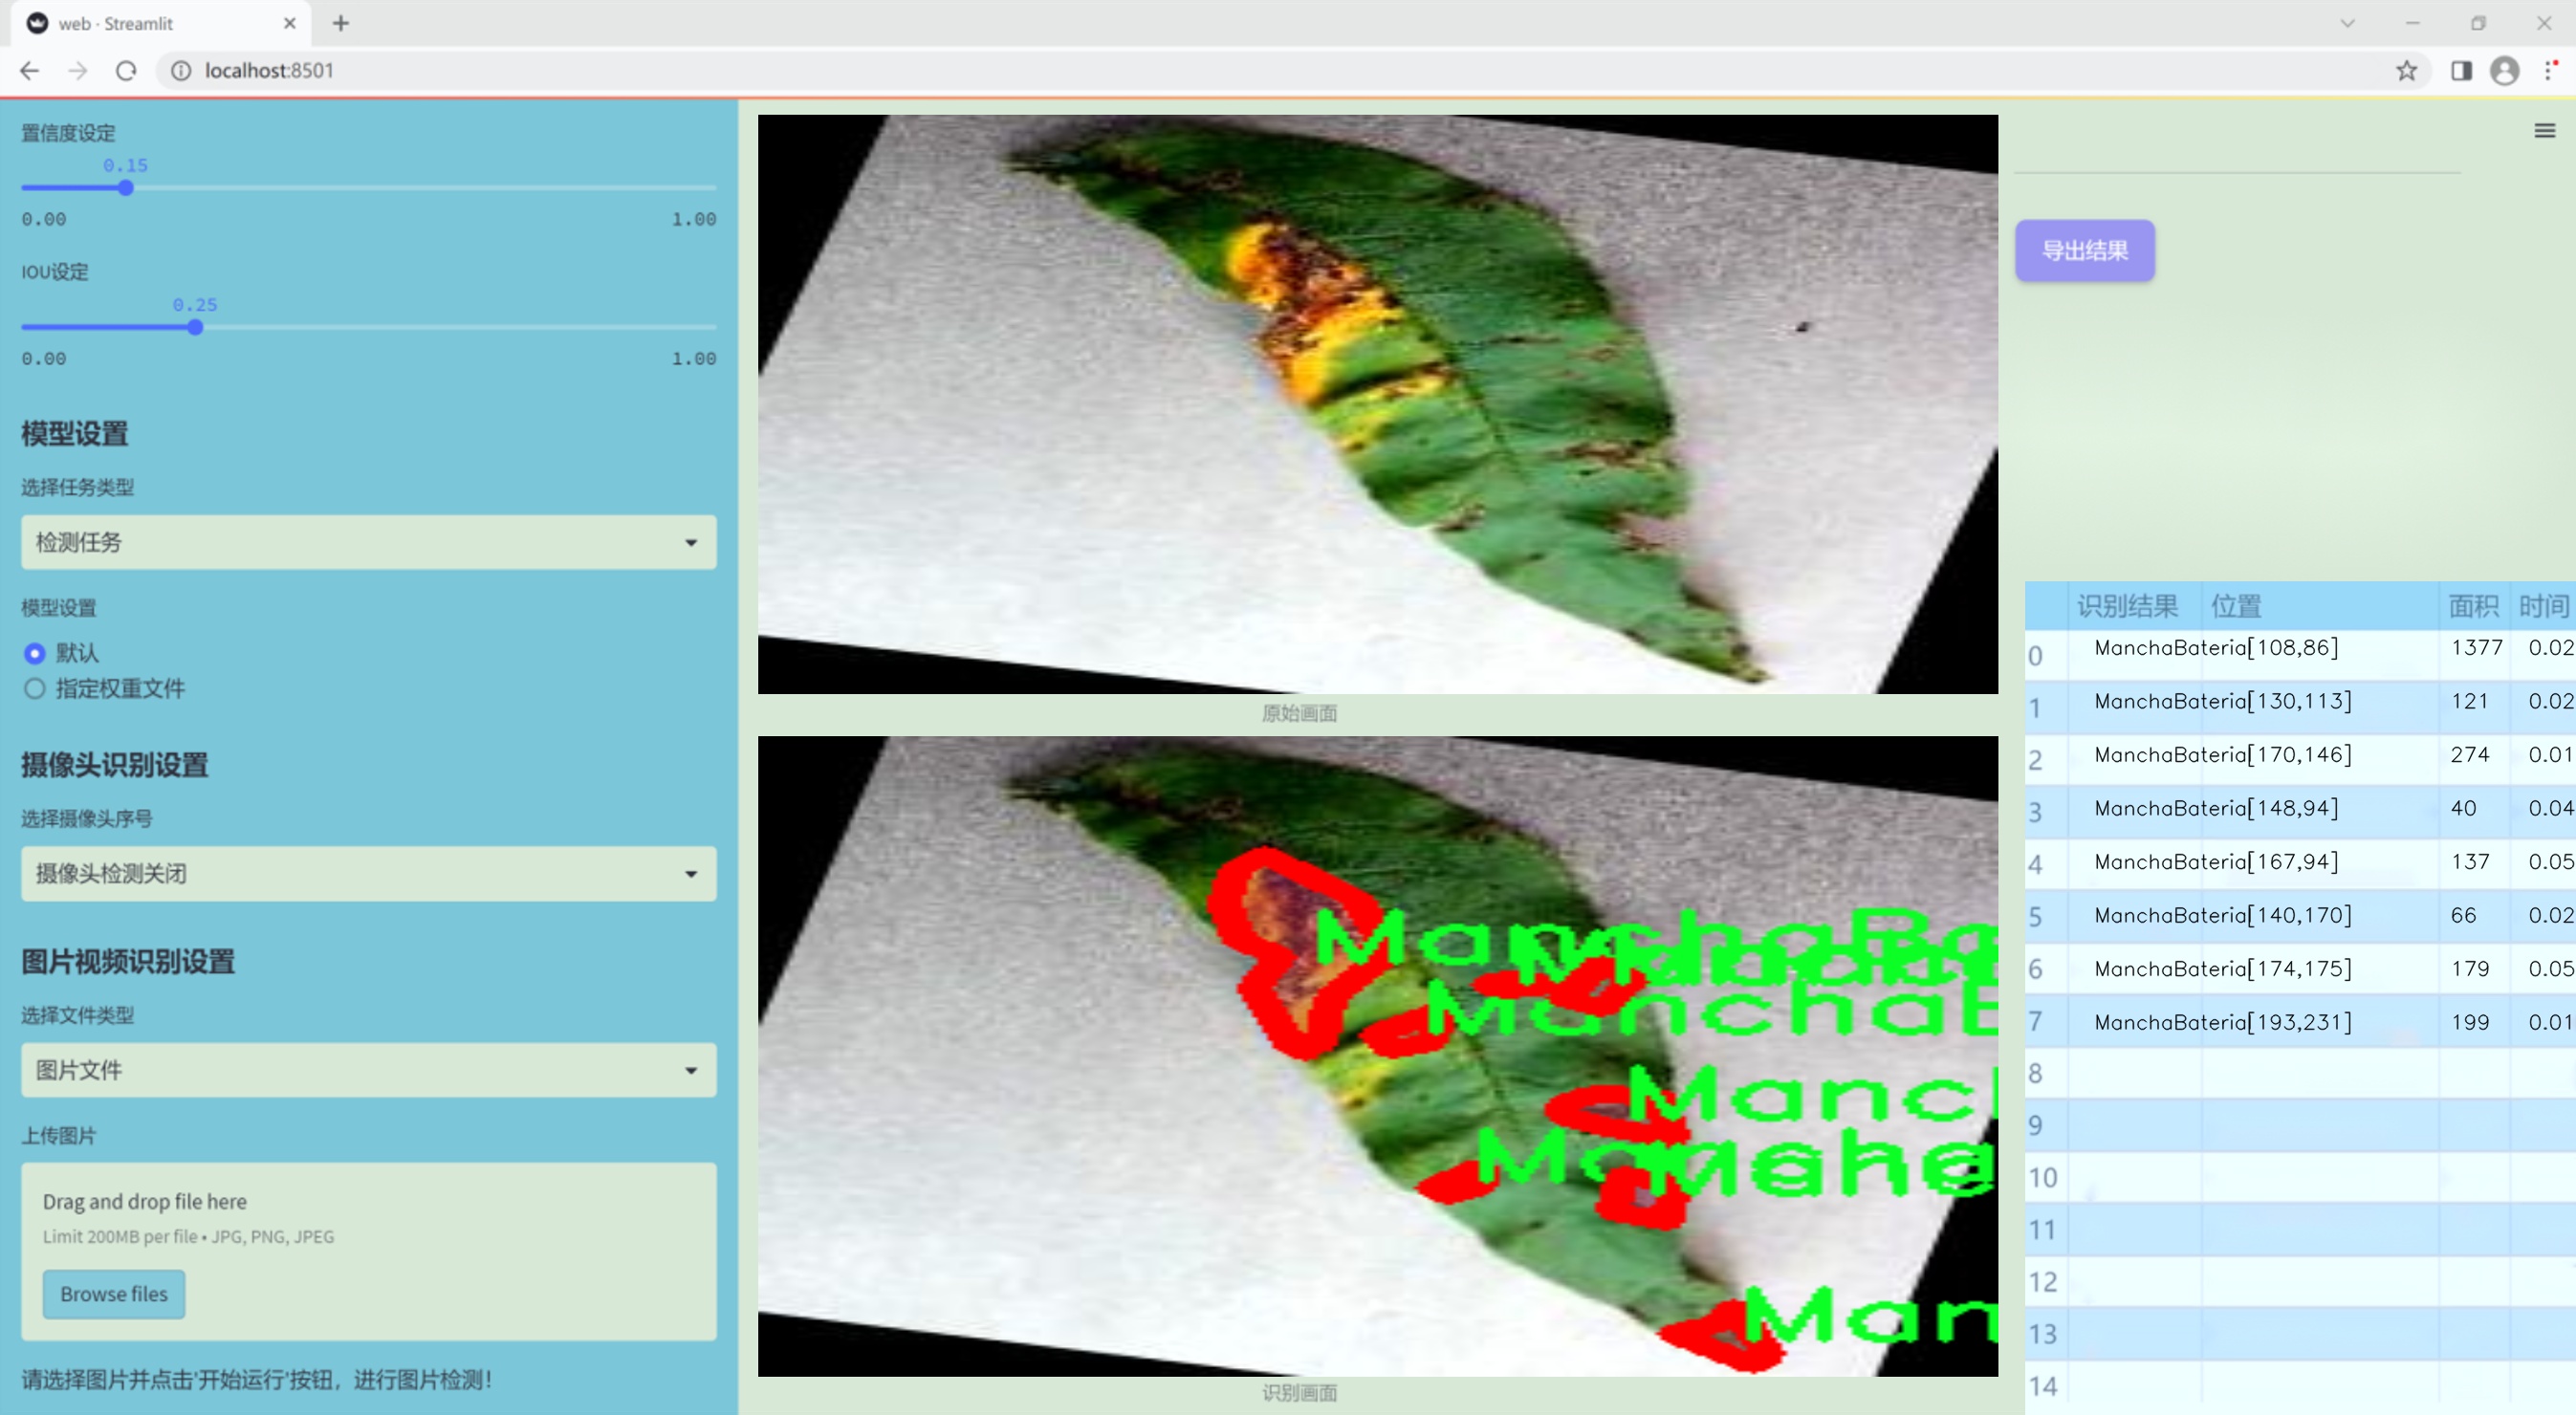 web · Streamlit
localhost:8501
置信度设定
0.15
0.00 1.00
IOU设定
0.25
0.00 1.00
模型设置
选择任务类型
检测任务
模型设置
默认
指定权重文件
摄像头识别设置
选择摄像头序号
摄像头检测关闭
图片视频识别设置
选择文件类型
图片文件
上传图片
Drag and drop file here
Limit 200MB per file • JPG, PNG, JPEG
Browse files
请选择图片并点击'开始运行'按钮，进行图片检测！
原始画面
ManchaBa
ManchaB
Manc
Man
识别画面
导出结果
识别结果 位置 面积 时间
0 ManchaBateria[108,86] 1377 0.02
1 ManchaBateria[130,113] 121 0.02
2 ManchaBateria[170,146] 274 0.01
3 ManchaBateria[148,94] 40 0.04
4 ManchaBateria[167,94] 137 0.05
5 ManchaBateria[140,170] 66 0.02
6 ManchaBateria[174,175] 179 0.05
7 ManchaBateria[193,231] 199 0.01
8
9
10
11
12
13
14